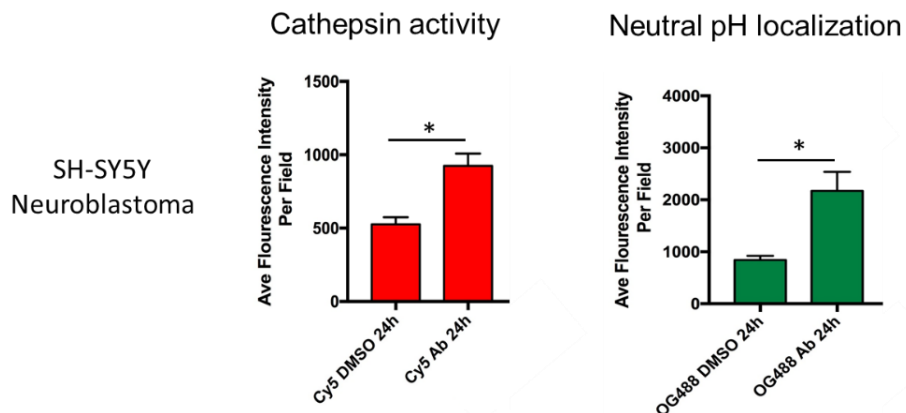 Cathepsin activity
Neutral pH localization
SH-SY5Y
Neuroblastoma
Ave Flourescence Intensity
Per Field
1500
1000
500
0
*
Cy5 DMSO 24h
Cy5 Ab 24h
Ave Flourescence Intensity
Per Field
4000
3000
2000
1000
0
*
OG488 DMSO 24h
OG488 Ab 24h